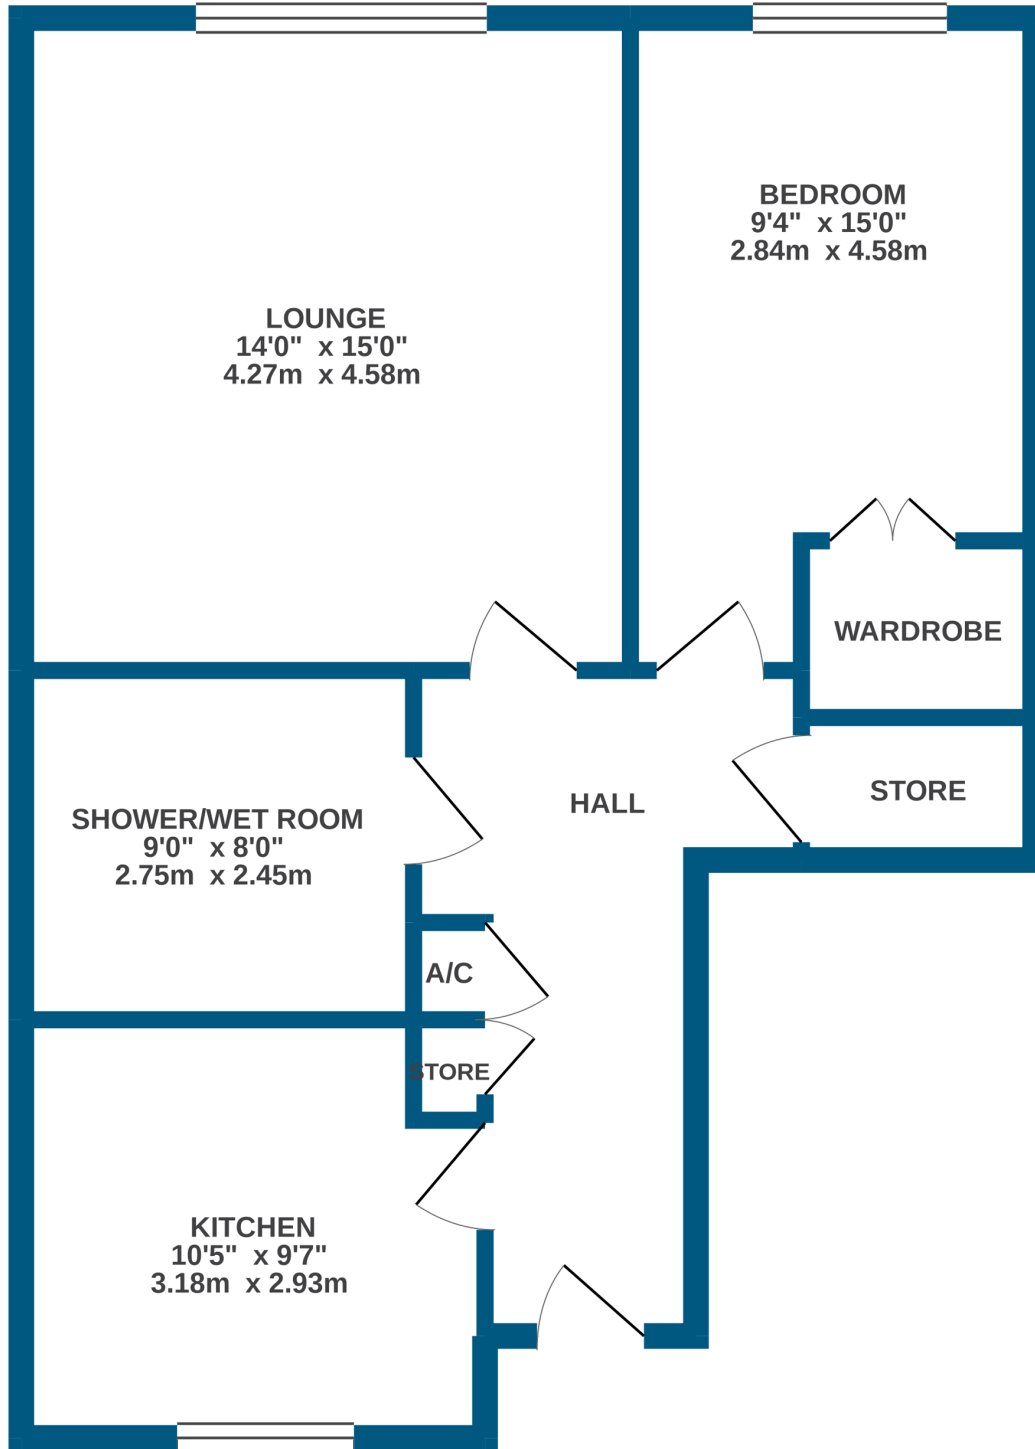 BEDROOM
9'4" x 15'0"
2.84m x 4.58m
LOUNGE
14'0" x 15'0"
4.27m x 4.58m
WARDROBE
STORE
HALL
SHOWER/WET ROOM
9'0" x 8'0"
2.75m x 2.45m
A/C
STORE
KITCHEN
10'5" x 9'7"
3.18m x 2.93m